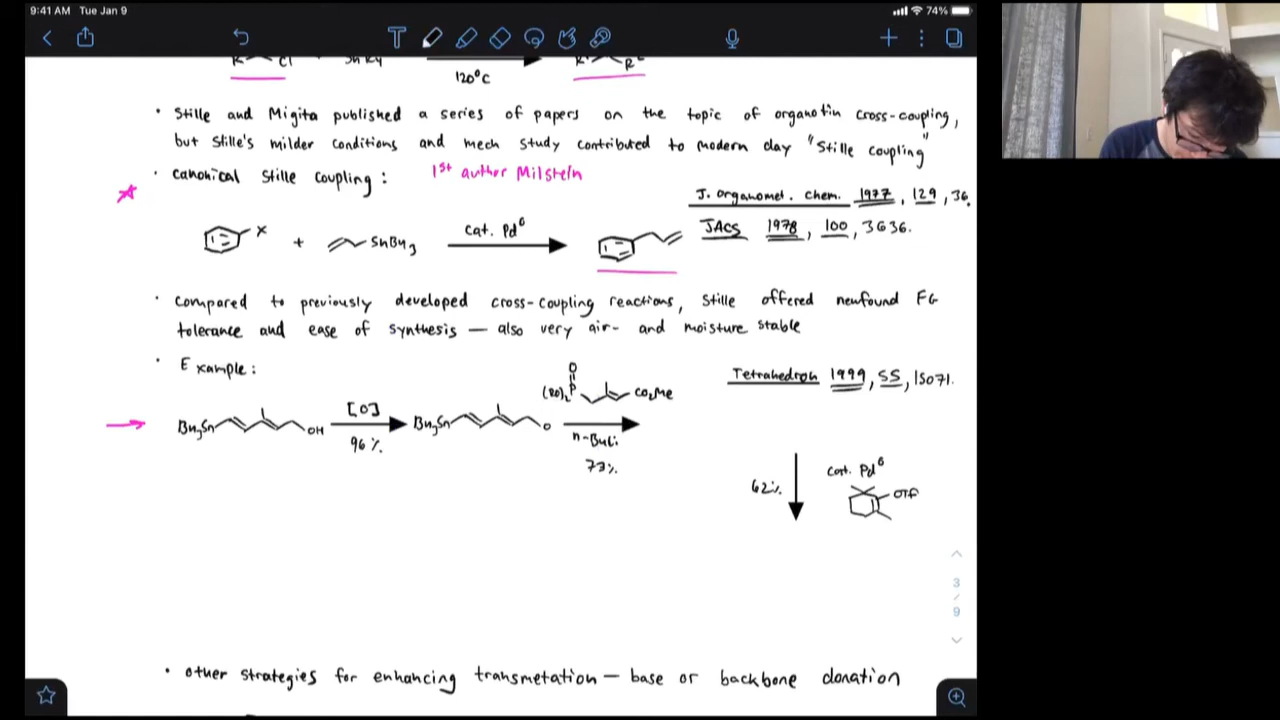 9:41 AM Tue Jan 9
74%
120°C
• Stille and Migita published a series of papers on the topic of organotin cross-coupling,
but Stille's milder conditions and mech study contributed to modern day "Stille coupling"
• canonical Stille coupling: 1st author Milstein
J. Organomet. Chem. 1977, 129, 36.
JACS 1978, 100, 3636.
X + SnBu3 cat. Pd0
• compared to previously developed cross-coupling reactions, Stille offered newfound FG
tolerance and ease of synthesis — also very air- and moisture stable
• Example:
Tetrahedron 1999, 55, 15071.
Bu3Sn OH [O] 96% Bu3Sn O (RO)2P O CO2Me n-BuLi 73%
62% cat. Pd0 OTf
3
/
9
• other strategies for enhancing transmetation — base or backbone donation